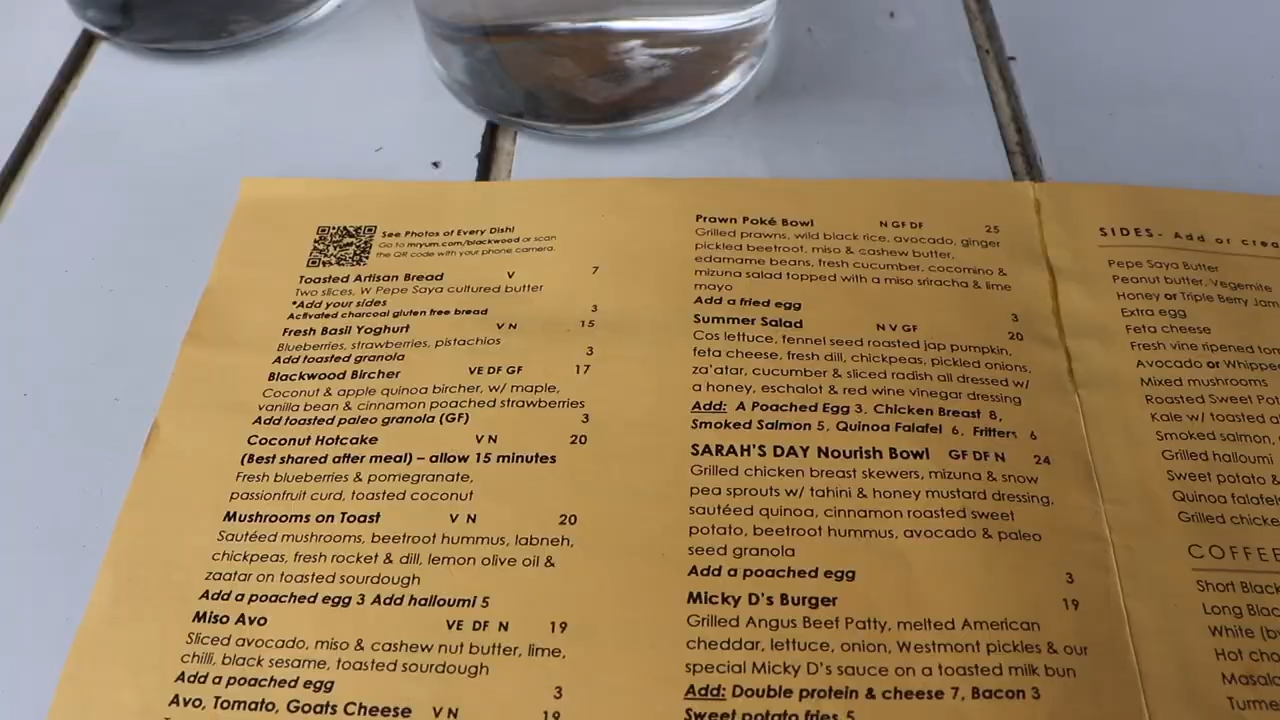 See Photos of Every Dish!
Go to mryum.com/blackwood or scan
the QR code with your phone camera.
Toasted Artisan Bread V 7
Two slices, W Pepe Saya cultured butter
*Add your sides
Activated charcoal gluten free bread 3
Fresh Basil Yoghurt V N 15
Blueberries, strawberries, pistachios
Add toasted granola 3
Blackwood Bircher VE DF GF 17
Coconut & apple quinoa bircher, w/ maple,
vanilla bean & cinnamon poached strawberries
Add toasted paleo granola (GF) 3
Coconut Hotcake V N 20
(Best shared after meal) – allow 15 minutes
Fresh blueberries & pomegranate,
passionfruit curd, toasted coconut
Mushrooms on Toast V N 20
Sautéed mushrooms, beetroot hummus, labneh,
chickpeas, fresh rocket & dill, lemon olive oil &
zaatar on toasted sourdough
Add a poached egg 3 Add halloumi 5
Miso Avo VE DF N 19
Sliced avocado, miso & cashew nut butter, lime,
chilli, black sesame, toasted sourdough
Add a poached egg 3
Avo, Tomato, Goats Cheese V N 19
Prawn Poké Bowl N GF DF 25
Grilled prawns, wild black rice, avocado, ginger
pickled beetroot, miso & cashew butter,
edamame beans, fresh cucumber, cocomino &
mizuna salad topped with a miso sriracha & lime
mayo
Add a fried egg 3
Summer Salad N V GF 20
Cos lettuce, fennel seed roasted jap pumpkin,
feta cheese, fresh dill, chickpeas, pickled onions,
za'atar, cucumber & sliced radish all dressed w/
a honey, eschalot & red wine vinegar dressing
Add: A Poached Egg 3, Chicken Breast 8,
Smoked Salmon 5, Quinoa Falafel 6, Fritters 6
SARAH'S DAY Nourish Bowl GF DF N 24
Grilled chicken breast skewers, mizuna & snow
pea sprouts w/ tahini & honey mustard dressing,
sautéed quinoa, cinnamon roasted sweet
potato, beetroot hummus, avocado & paleo
seed granola
Add a poached egg 3
Micky D's Burger 19
Grilled Angus Beef Patty, melted American
cheddar, lettuce, onion, Westmont pickles & our
special Micky D's sauce on a toasted milk bun
Add: Double protein & cheese 7, Bacon 3
Sweet potato fries 5
SIDES- Add or
Pepe Saya Butter
Peanut butter, Vegemite
Honey or Triple Berry Jam
Extra egg
Feta cheese
Fresh vine ripened
Avocado or
Mixed mushrooms
Roasted Sweet
Kale w/ toasted
Smoked salmon,
Grilled halloumi
Sweet potato &
Quinoa
Grilled
COFFEE
Short Black
Long
White
Hot